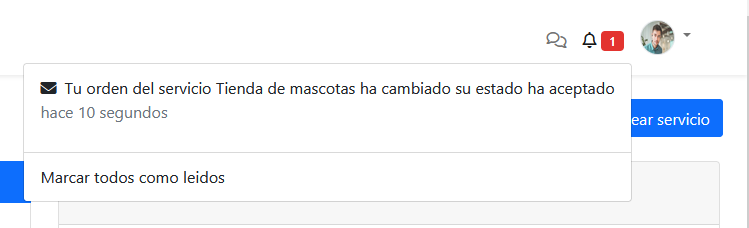 1
Tu orden del servicio Tienda de mascotas ha cambiado su estado ha aceptado
hace 10 segundos
ear servicio
Marcar todos como leidos